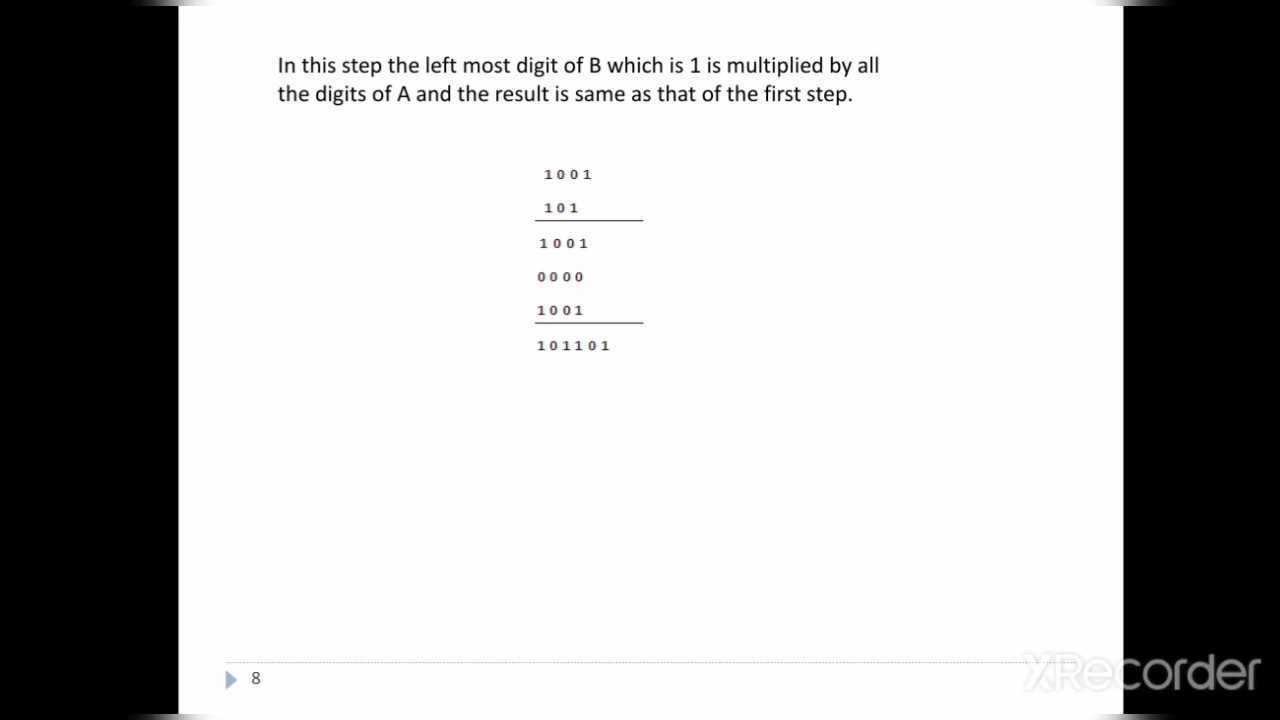 In this step the left most digit of B which is 1 is multiplied by all
the digits of A and the result is same as that of the first step.
1 0 0 1
1 0 1
1 0 0 1
0 0 0 0
1 0 0 1
1 0 1 1 0 1
8
XRecorder